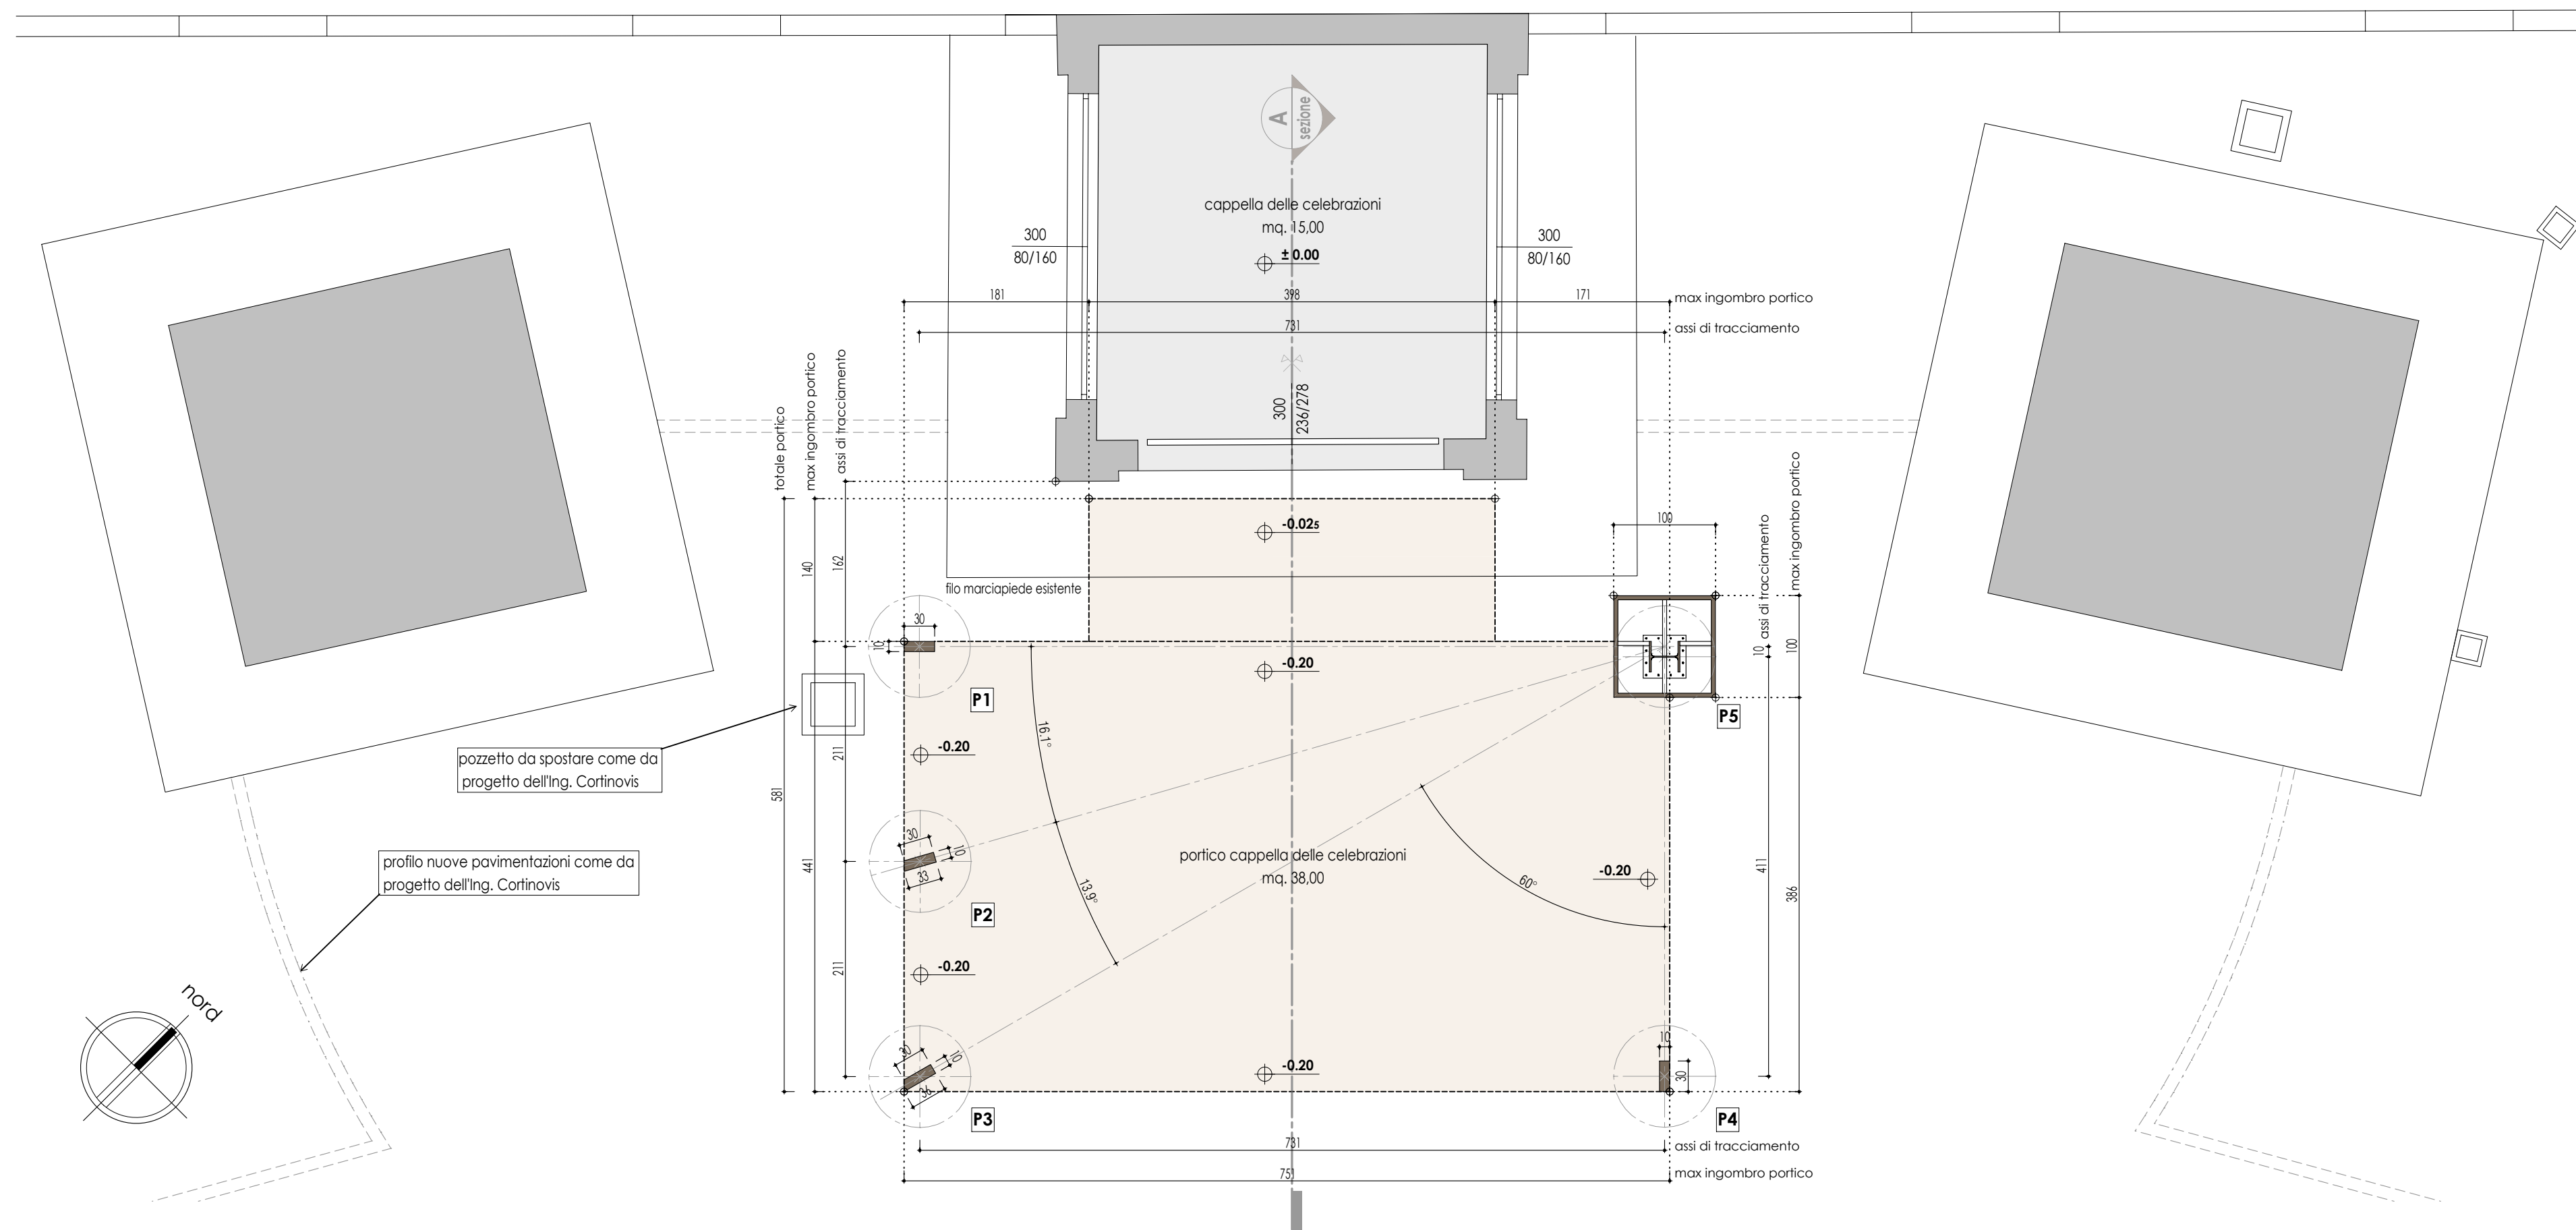 A
sezione
cappella delle celebrazioni
mq. 15,00
± 0.00
300
80/160
300
80/160
181
398
171
max ingombro portico
731
assi di tracciamento
300
236/278
totale portico
max ingombro portico
assi di tracciamento
-0.025
100
assi di tracciamento
max ingombro portico
140
162
filo marciapiede esistente
30
10
10
100
-0.20
P1
P5
16.1°
211
-0.20
pozzetto da spostare come da
progetto dell'Ing. Cortinovis
581
441
30
10
33
13.9°
portico cappella delle celebrazioni
mq. 38,00
60°
-0.20
411
386
profilo nuove pavimentazioni come da
progetto dell'Ing. Cortinovis
P2
211
-0.20
nord
30
10
36
-0.20
10
30
P3
P4
731
assi di tracciamento
751
max ingombro portico